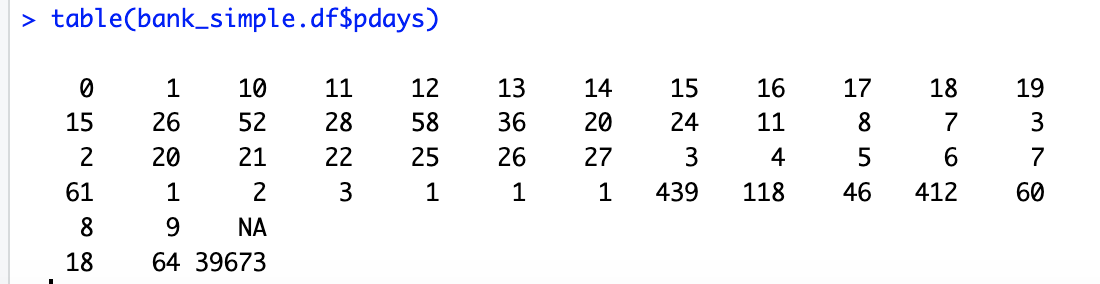 > table(bank_simple.df$pdays)
0 1 10 11 12 13 14 15 16 17 18 19
15 26 52 28 58 36 20 24 11 8 7 3
2 20 21 22 25 26 27 3 4 5 6 7
61 1 2 3 1 1 1 439 118 46 412 60
8 9 NA
18 64 39673